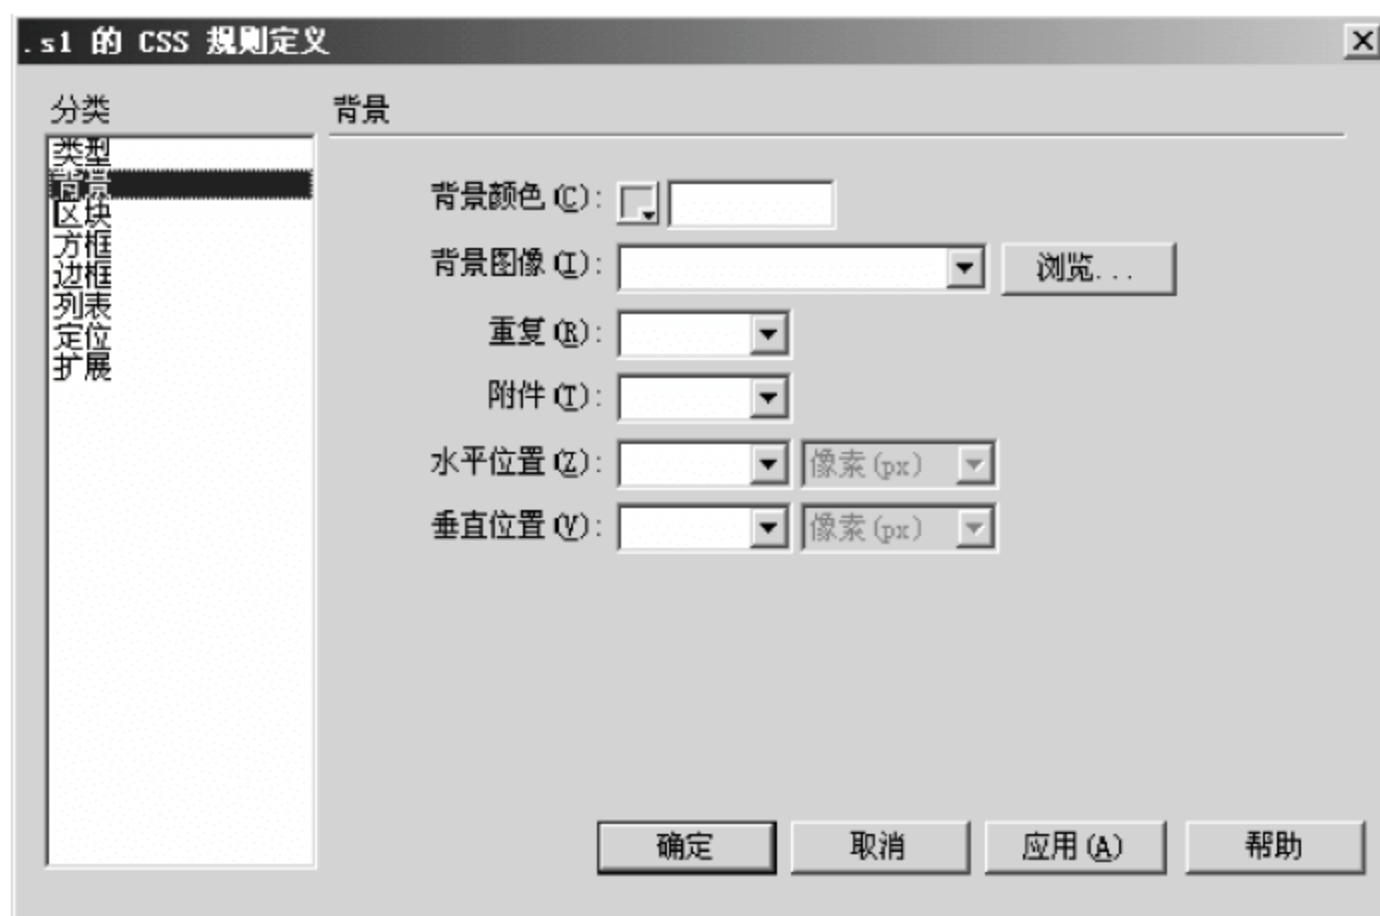 .s1 的 CSS 规则定义
分类
类型
背景
区块
方框
边框
列表
定位
扩展
背景
背景颜色(C):
背景图像(I):
浏览...
重复(R):
附件(T):
水平位置(Z):
像素(px)
垂直位置(V):
像素(px)
确定
取消
应用(A)
帮助